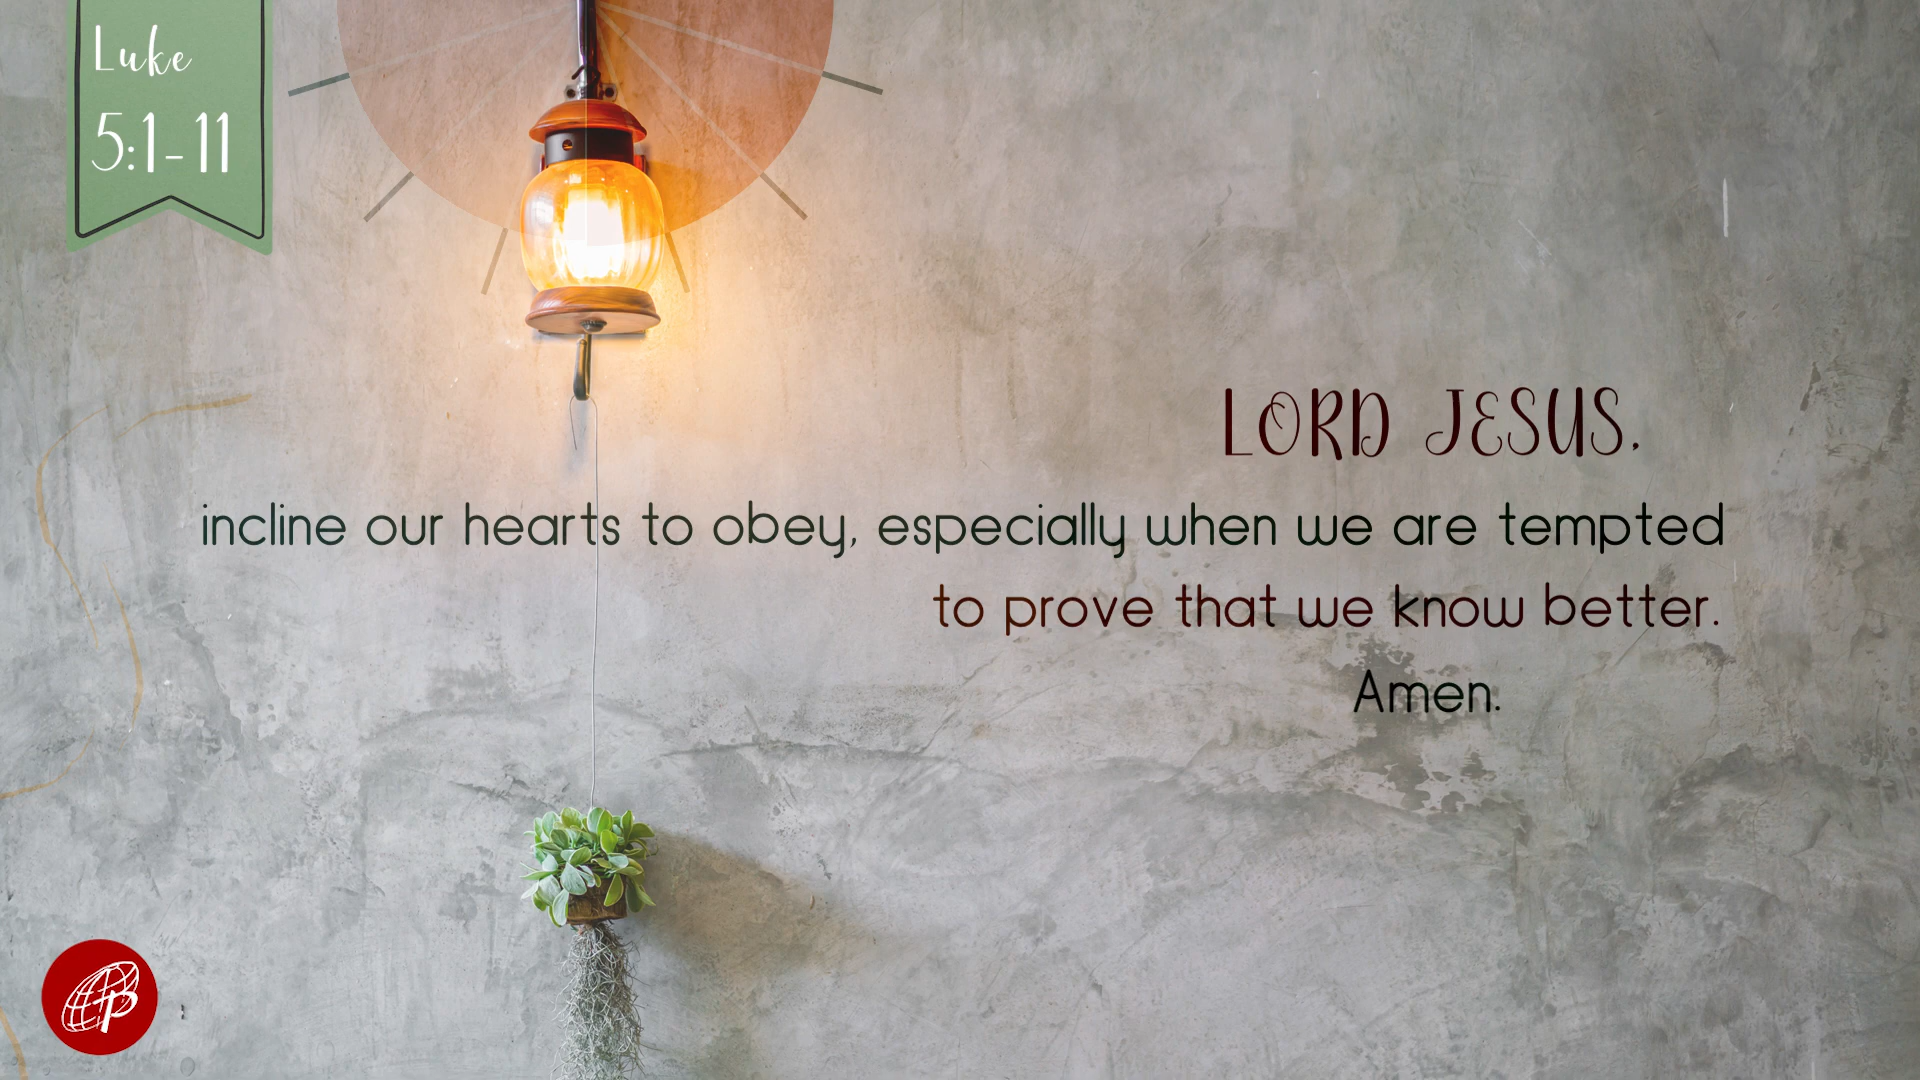 Luke
5:1-11
LORD JESUS,
incline our hearts to obey, especially when we are tempted
to prove that we know better.
Amen.